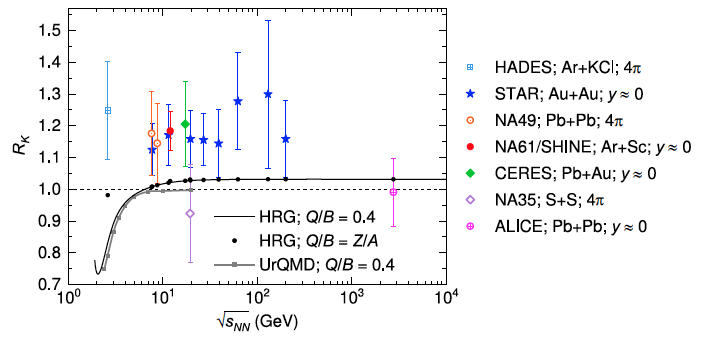 1.5
1.4
1.3
1.2
1.1
1.0
0.9
0.8
0.7
R_K
10^0
10^1
10^2
10^3
10^4
√s_NN (GeV)
HRG; Q/B = 0.4
HRG; Q/B = Z/A
UrQMD; Q/B = 0.4
HADES; Ar+KCl; 4π
STAR; Au+Au; y ≈ 0
NA49; Pb+Pb; 4π
NA61/SHINE; Ar+Sc; y ≈ 0
CERES; Pb+Au; y ≈ 0
NA35; S+S; 4π
ALICE; Pb+Pb; y ≈ 0